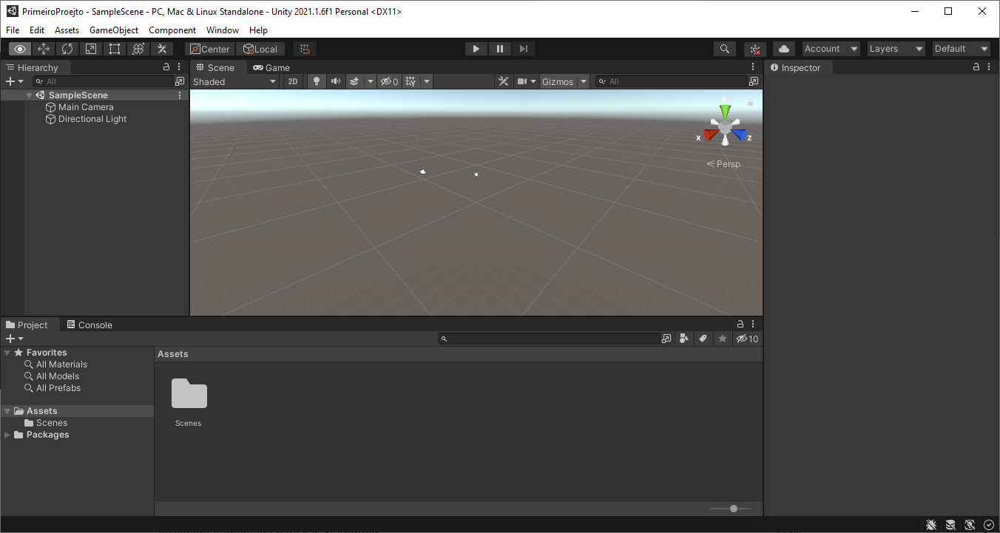 PrimeiroProejto - SampleScene - PC, Mac & Linux Standalone - Unity 2021.1.6f1 Personal <DX11>
File Edit Assets GameObject Component Window Help
Center Local Account Layers Default
Hierarchy
All
SampleScene
Main Camera
Directional Light
Scene Game
Shaded 2D 0 Gizmos All
y
x z
Persp
Inspector
Project Console
10
Favorites
All Materials
All Models
All Prefabs
Assets
Scenes
Packages
Assets
Scenes